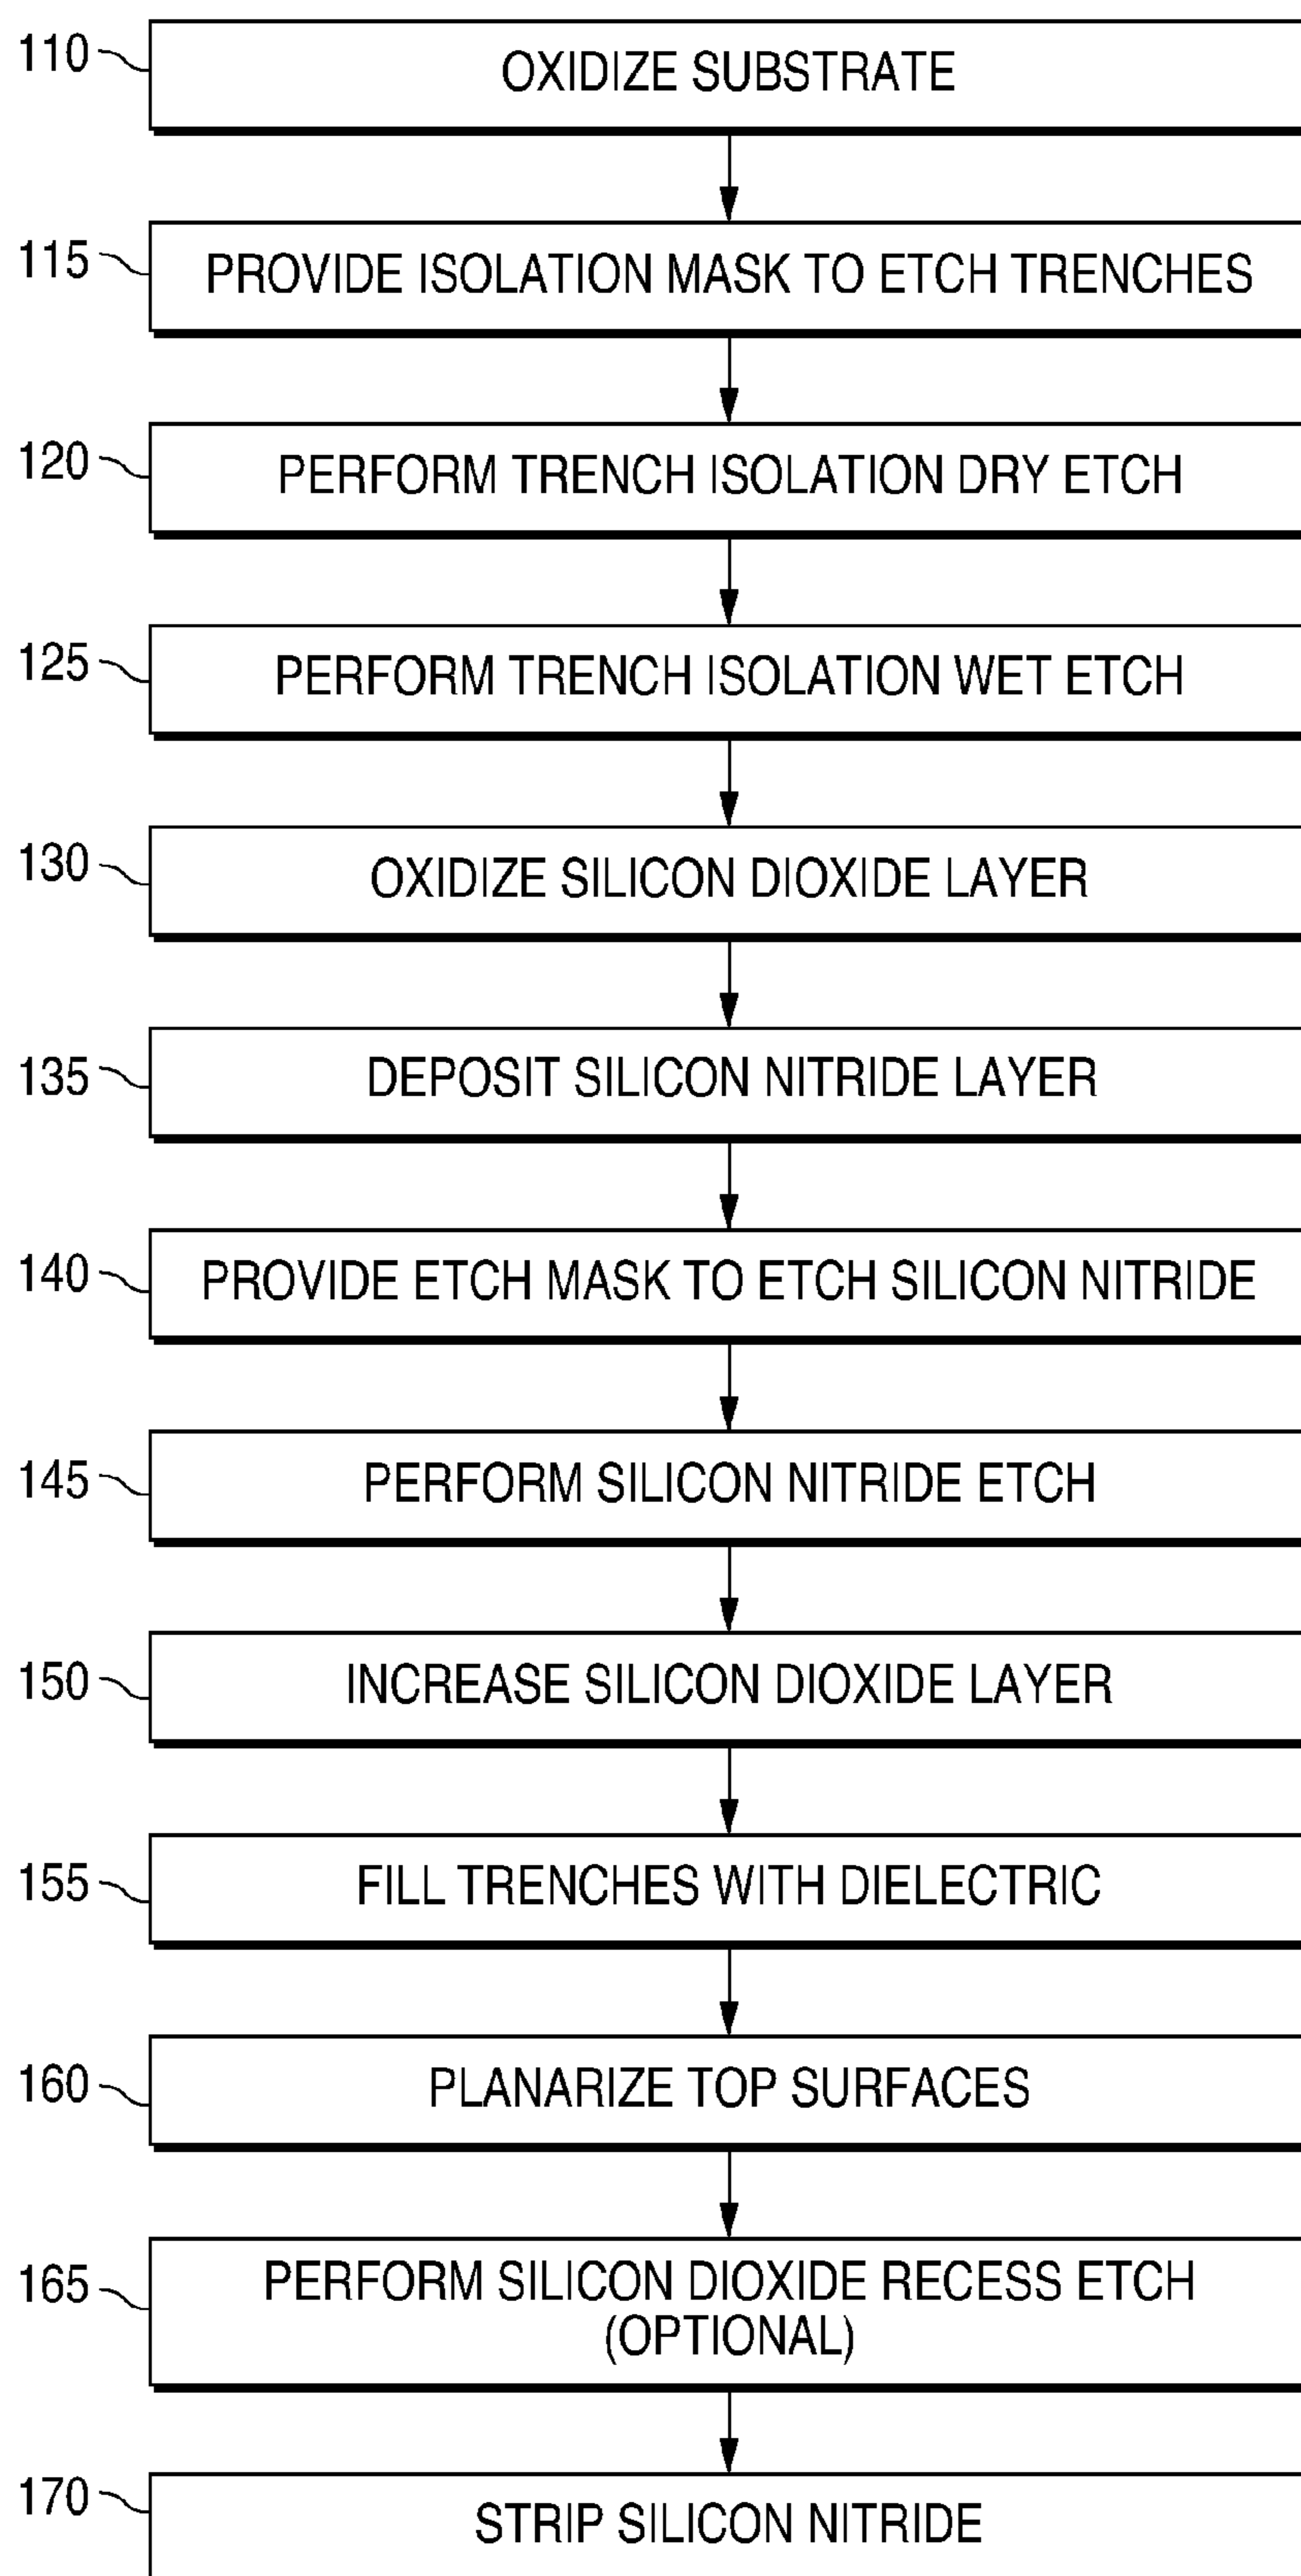 110 OXIDIZE SUBSTRATE
115 PROVIDE ISOLATION MASK TO ETCH TRENCHES
120 PERFORM TRENCH ISOLATION DRY ETCH
125 PERFORM TRENCH ISOLATION WET ETCH
130 OXIDIZE SILICON DIOXIDE LAYER
135 DEPOSIT SILICON NITRIDE LAYER
140 PROVIDE ETCH MASK TO ETCH SILICON NITRIDE
145 PERFORM SILICON NITRIDE ETCH
150 INCREASE SILICON DIOXIDE LAYER
155 FILL TRENCHES WITH DIELECTRIC
160 PLANARIZE TOP SURFACES
165 PERFORM SILICON DIOXIDE RECESS ETCH
(OPTIONAL)
170 STRIP SILICON NITRIDE